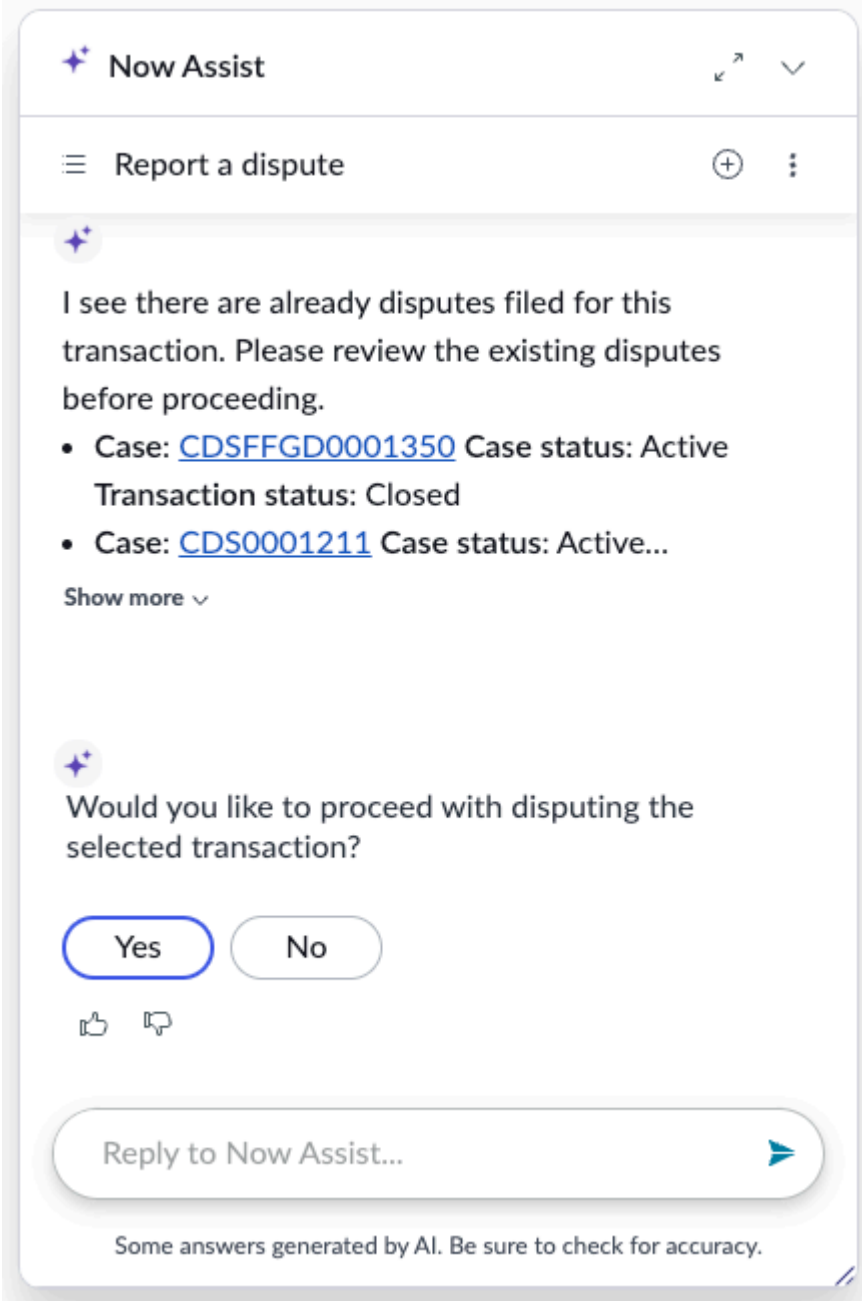 Now Assist
Report a dispute
I see there are already disputes filed for this
transaction. Please review the existing disputes
before proceeding.
• Case: CDSFFGD0001350 Case status: Active
Transaction status: Closed
• Case: CDS0001211 Case status: Active...
Show more
Would you like to proceed with disputing the
selected transaction?
Yes No
Reply to Now Assist...
Some answers generated by AI. Be sure to check for accuracy.